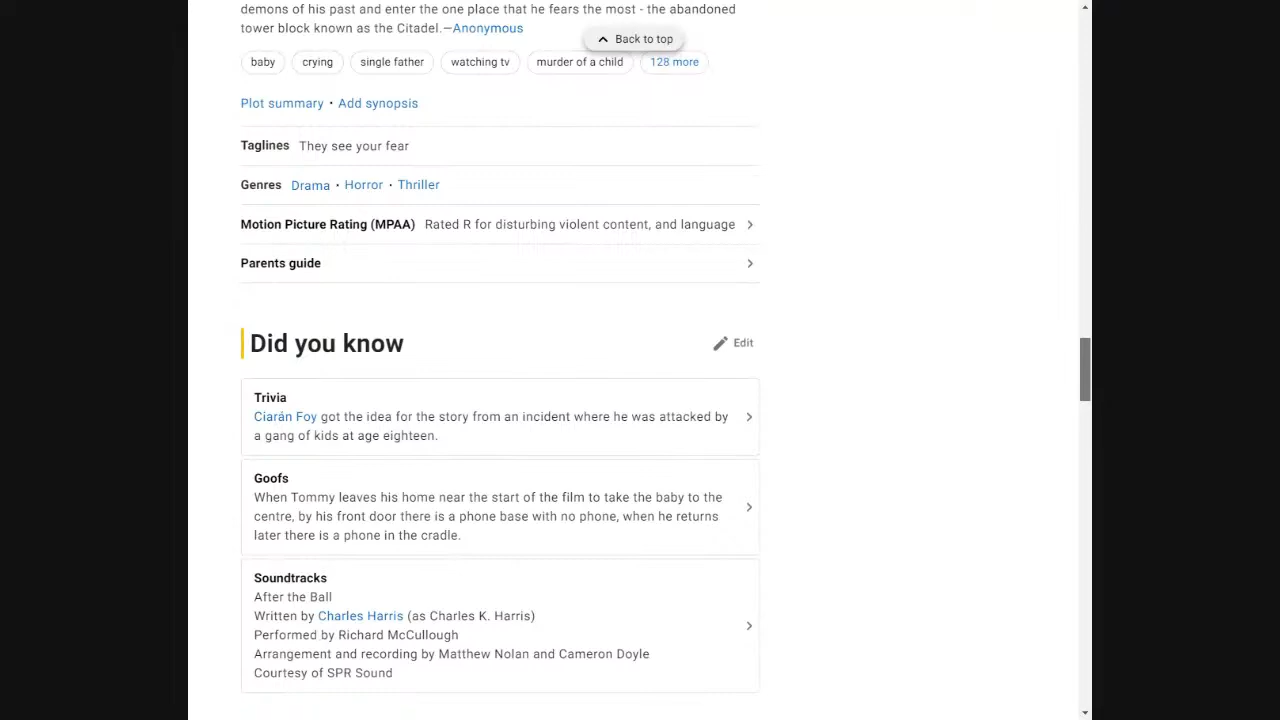 demons of his past and enter the one place that he fears the most - the abandoned
tower block known as the Citadel.—Anonymous
Back to top
baby crying single father watching tv murder of a child 128 more
Plot summary · Add synopsis
Taglines They see your fear
Genres Drama · Horror · Thriller
Motion Picture Rating (MPAA) Rated R for disturbing violent content, and language
Parents guide
Did you know
Edit
Trivia
Ciarán Foy got the idea for the story from an incident where he was attacked by
a gang of kids at age eighteen.
Goofs
When Tommy leaves his home near the start of the film to take the baby to the
centre, by his front door there is a phone base with no phone, when he returns
later there is a phone in the cradle.
Soundtracks
After the Ball
Written by Charles Harris (as Charles K. Harris)
Performed by Richard McCullough
Arrangement and recording by Matthew Nolan and Cameron Doyle
Courtesy of SPR Sound